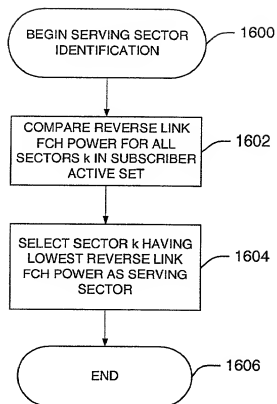 BEGIN SERVING SECTOR
IDENTIFICATION
1600
COMPARE REVERSE LINK
FCH POWER FOR ALL
SECTORS k IN SUBSCRIBER
ACTIVE SET
1602
SELECT SECTOR k HAVING
LOWEST REVERSE LINK
FCH POWER AS SERVING
SECTOR
1604
END
1606